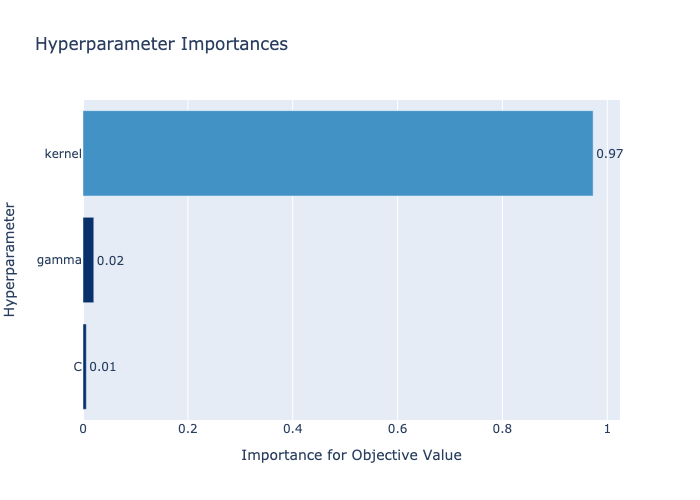 Hyperparameter Importances
Hyperparameter
kernel
0.97
gamma
0.02
C
0.01
0 0.2 0.4 0.6 0.8 1
Importance for Objective Value